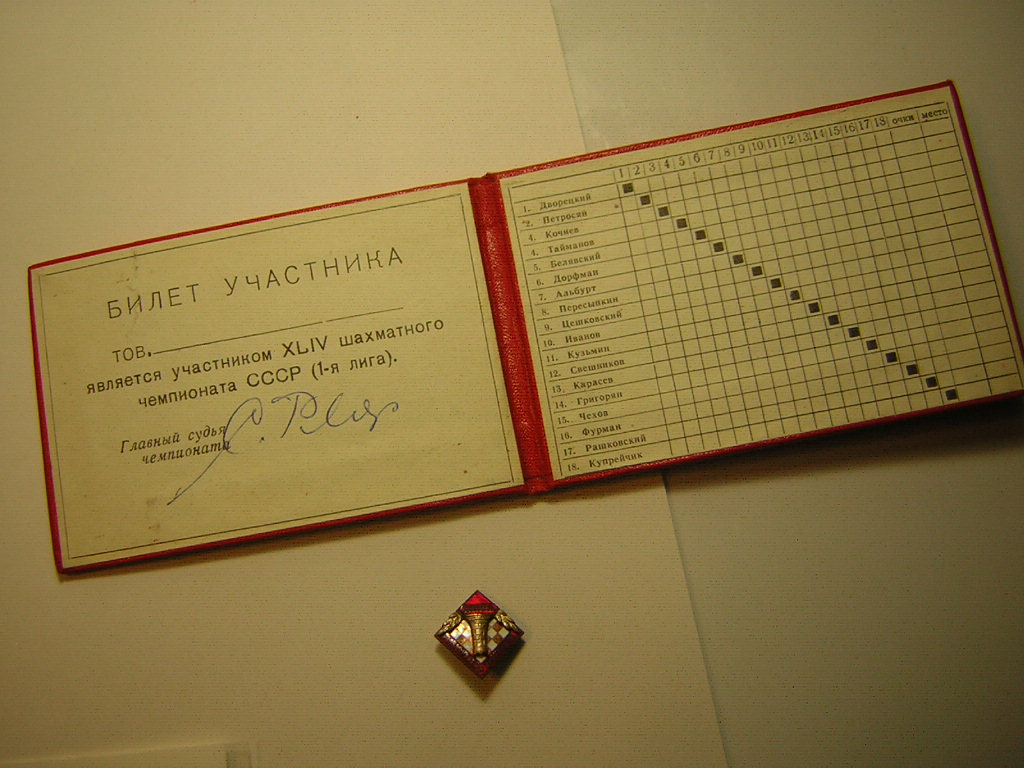 БИЛЕТ УЧАСТНИКА
ТОВ.
является участником XLIV шахматного
чемпионата СССР (1-я лига).
Главный судья
чемпионата
1 2 3 4 5 6 7 8 9 10 11 12 13 14 15 16 17 18 очки место
1. Дворецкий
2. Петросян
4. Кочиев
4. Тайманов
5. Белявский
6. Дорфман
7. Альбурт
8. Пересыпкин
9. Цешковский
10. Иванов
11. Кузьмин
12. Свешников
13. Карасев
14. Григорян
15. Чехов
16. Фурман
17. Рашковский
18. Купрейчик